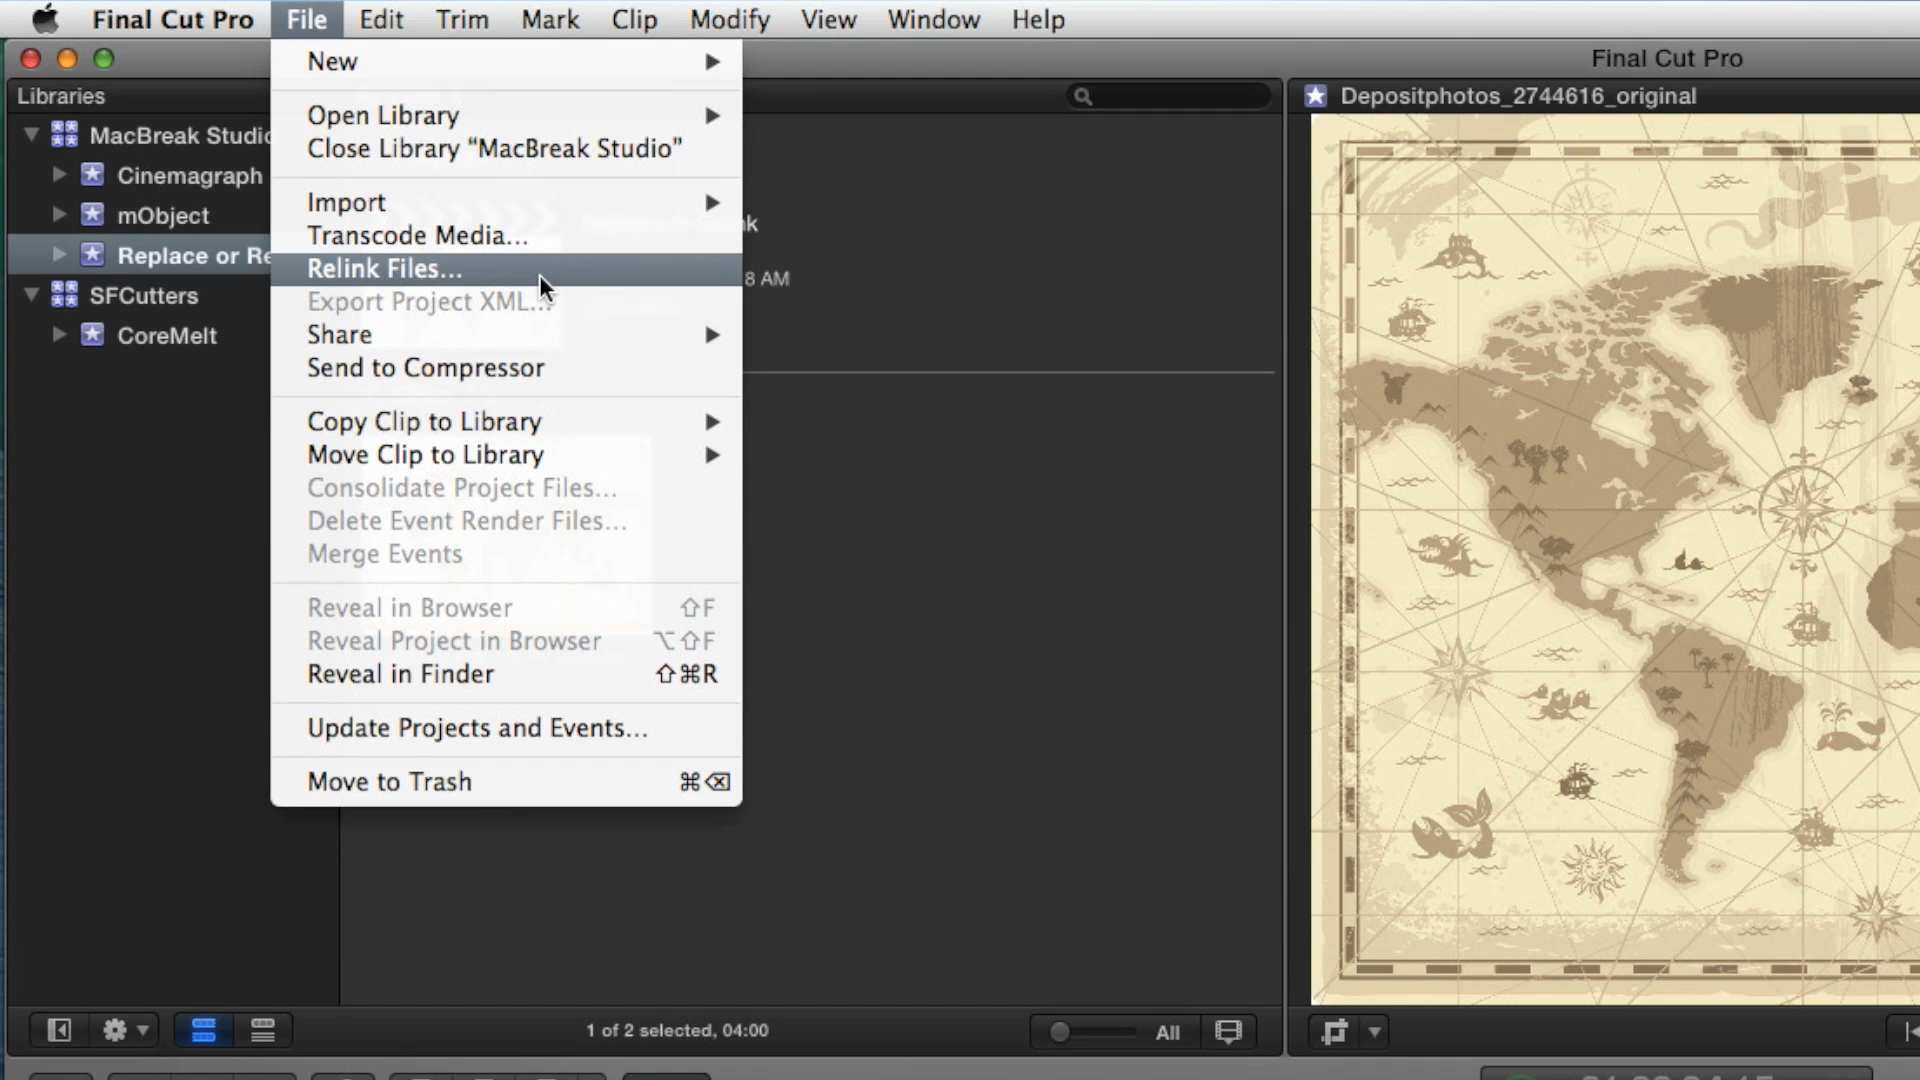 Final Cut Pro File Edit Trim Mark Clip Modify View Window Help
Final Cut Pro
Libraries
Depositphotos_2744616_original
MacBreak Studio
Cinemagraph
mObject
Replace or Re
SFCutters
CoreMelt
New
Open Library
Close Library “MacBreak Studio”
Import
Transcode Media...
Relink Files...
Export Project XML...
Share
Send to Compressor
Copy Clip to Library
Move Clip to Library
Consolidate Project Files...
Delete Event Render Files...
Merge Events
Reveal in Browser ⇧F
Reveal Project in Browser ⌥⇧F
Reveal in Finder ⇧⌘R
Update Projects and Events...
Move to Trash ⌘⌫
k
8 AM
1 of 2 selected, 04:00
All